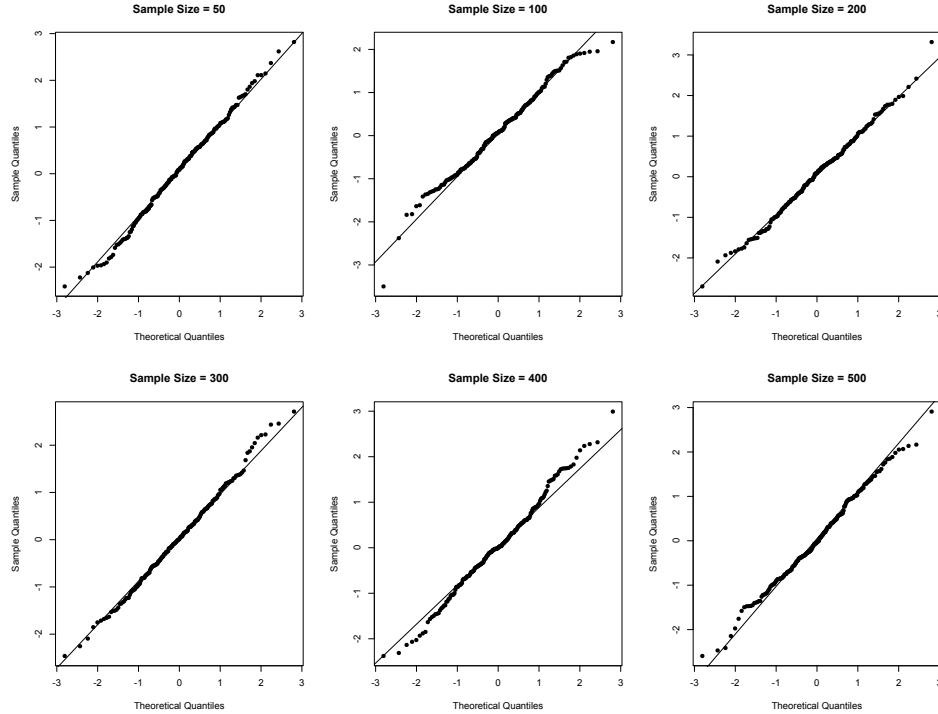 Sample Size = 50
3
2
1
0
-1
-2
Sample Quantiles
-3 -2 -1 0 1 2 3
Theoretical Quantiles
Sample Size = 100
2
1
0
-1
-2
-3
Sample Quantiles
-3 -2 -1 0 1 2 3
Theoretical Quantiles
Sample Size = 200
3
2
1
0
-1
-2
Sample Quantiles
-3 -2 -1 0 1 2 3
Theoretical Quantiles
Sample Size = 300
2
1
0
-1
-2
Sample Quantiles
-3 -2 -1 0 1 2 3
Theoretical Quantiles
Sample Size = 400
3
2
1
0
-1
-2
Sample Quantiles
-3 -2 -1 0 1 2 3
Theoretical Quantiles
Sample Size = 500
3
2
1
0
-1
-2
Sample Quantiles
-3 -2 -1 0 1 2 3
Theoretical Quantiles